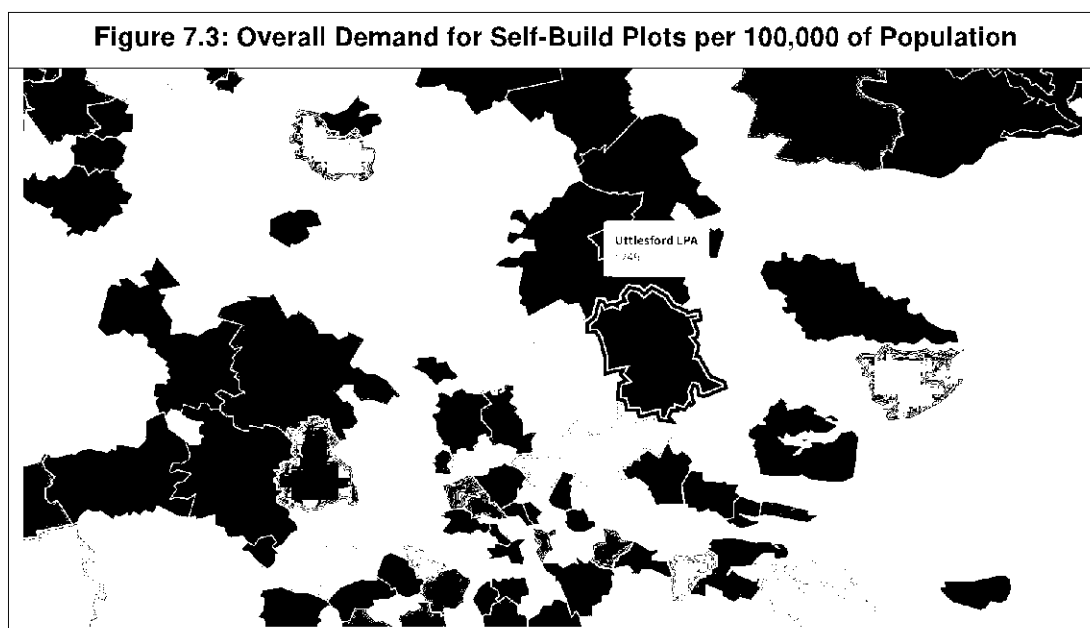 Figure 7.3: Overall Demand for Self-Build Plots per 100,000 of Population
Uttlesford LPA